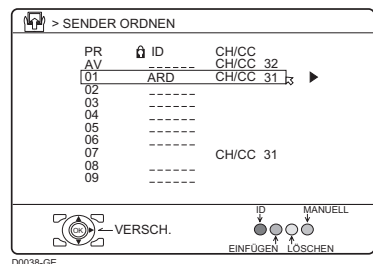 > SENDER ORDNEN
PR ID CH/CC
AV ------ CH/CC 32
01 ARD CH/CC 31
02 ------
03 ------
04 ------
05 ------
06 ------
07 ------ CH/CC 31
08 ------
09 ------
OK VERSCH.
ID MANUELL
EINFÜGEN LÖSCHEN
D0038-GE